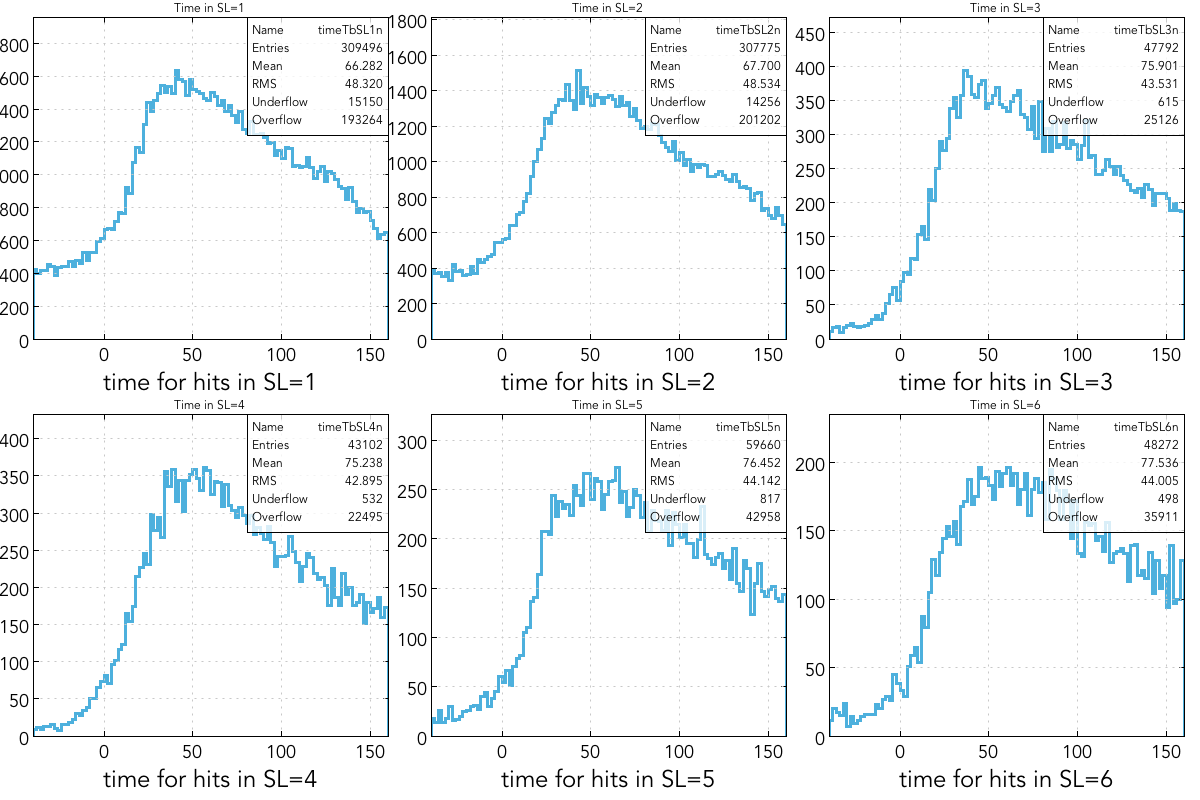 Time in SL=1
Name timeTbSL1n
Entries 309496
Mean 66.282
RMS 48.320
Underflow 15150
Overflow 193264
800
600
400
200
000
800
600
400
200
0
0 50 100 150
time for hits in SL=1
Time in SL=2
Name timeTbSL2n
Entries 307775
Mean 67.700
RMS 48.534
Underflow 14256
Overflow 201202
1800
1600
1400
1200
1000
800
600
400
200
0
0 50 100 150
time for hits in SL=2
Time in SL=3
Name timeTbSL3n
Entries 47792
Mean 75.901
RMS 43.531
Underflow 615
Overflow 25126
450
400
350
300
250
200
150
100
50
0
0 50 100 150
time for hits in SL=3
Time in SL=4
Name timeTbSL4n
Entries 43102
Mean 75.238
RMS 42.895
Underflow 532
Overflow 22495
400
350
300
250
200
150
100
50
0
0 50 100 150
time for hits in SL=4
Time in SL=5
Name timeTbSL5n
Entries 59660
Mean 76.452
RMS 44.142
Underflow 817
Overflow 42958
300
250
200
150
100
50
0
0 50 100 150
time for hits in SL=5
Time in SL=6
Name timeTbSL6n
Entries 48272
Mean 77.536
RMS 44.005
Underflow 498
Overflow 35911
200
150
100
50
0
0 50 100 150
time for hits in SL=6